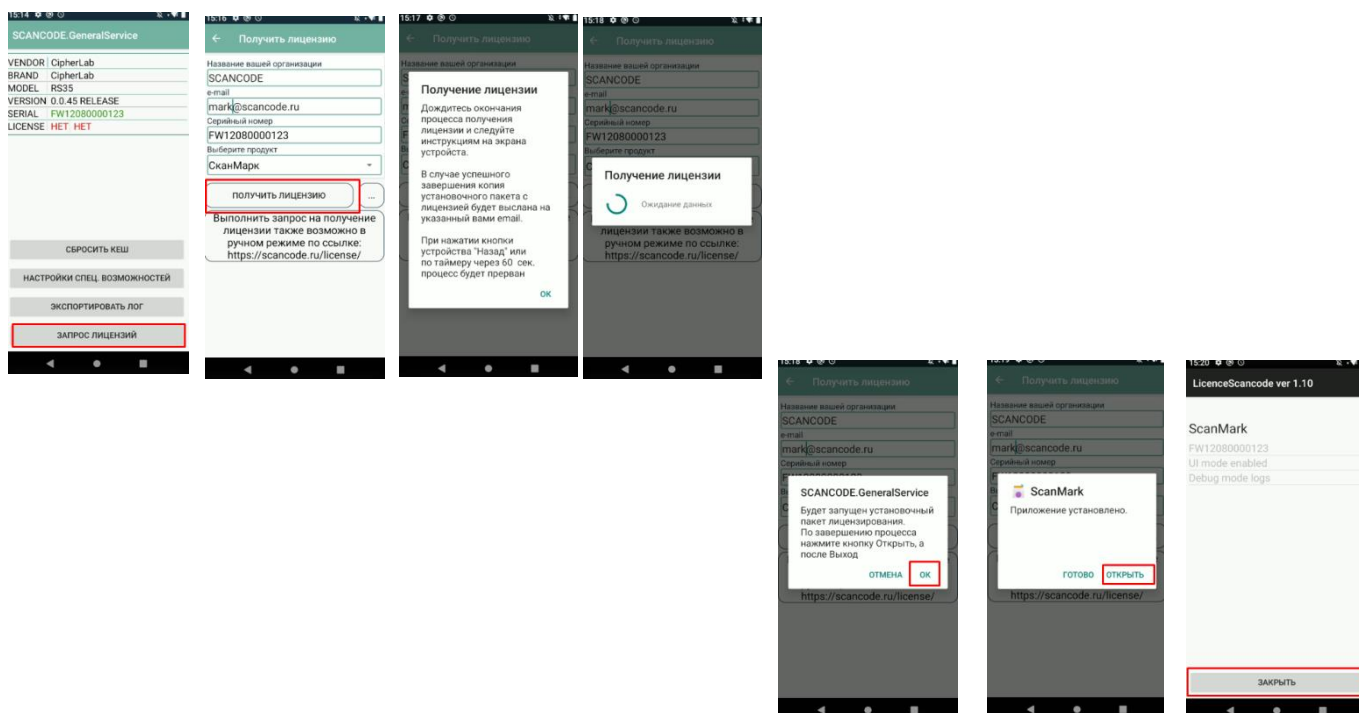 15:14
SCANCODE.GeneralService
VENDOR CipherLab
BRAND CipherLab
MODEL RS35
VERSION 0.0.45 RELEASE
SERIAL FW12080000123
LICENSE НЕТ НЕТ
СБРОСИТЬ КЕШ
НАСТРОЙКИ СПЕЦ. ВОЗМОЖНОСТЕЙ
ЭКСПОРТИРОВАТЬ ЛОГ
ЗАПРОС ЛИЦЕНЗИЙ
15:16
Получить лицензию
Название вашей организации
SCANCODE
e-mail
mark@scancode.ru
Серийный номер
FW12080000123
Выберите продукт
СканМарк
ПОЛУЧИТЬ ЛИЦЕНЗИЮ
...
Выполнить запрос на получение
лицензии также возможно в
ручном режиме по ссылке:
https://scancode.ru/license/
15:17
Получить лицензию
Название вашей организации
Получение лицензии
Дождитесь окончания
процесса получения
лицензии и следуйте
инструкциям на экрана
устройства.
В случае успешного
завершения копия
установочного пакета с
лицензией будет выслана на
указанный вами email.
При нажатии кнопки
устройства "Назад" или
по таймеру через 60 сек.
процесс будет прерван
ОК
15:18
Получить лицензию
Название вашей организации
SCANCODE
e-mail
mark@scancode.ru
Серийный номер
FW12080000123
Получение лицензии
Ожидание данных
лицензии также возможно в
ручном режиме по ссылке:
https://scancode.ru/license/
15:18
Получить лицензию
Название вашей организации
SCANCODE
e-mail
mark@scancode.ru
Серийный номер
SCANCODE.GeneralService
Будет запущен установочный
пакет лицензирования.
По завершению процесса
нажмите кнопку Открыть, а
после Выход
ОТМЕНА ОК
https://scancode.ru/license/
15:19
Получить лицензию
Название вашей организации
SCANCODE
e-mail
mark@scancode.ru
Серийный номер
ScanMark
Приложение установлено.
ГОТОВО ОТКРЫТЬ
https://scancode.ru/license/
15:20
LicenceScancode ver 1.10
ScanMark
FW12080000123
UI mode enabled
Debug mode logs
ЗАКРЫТЬ